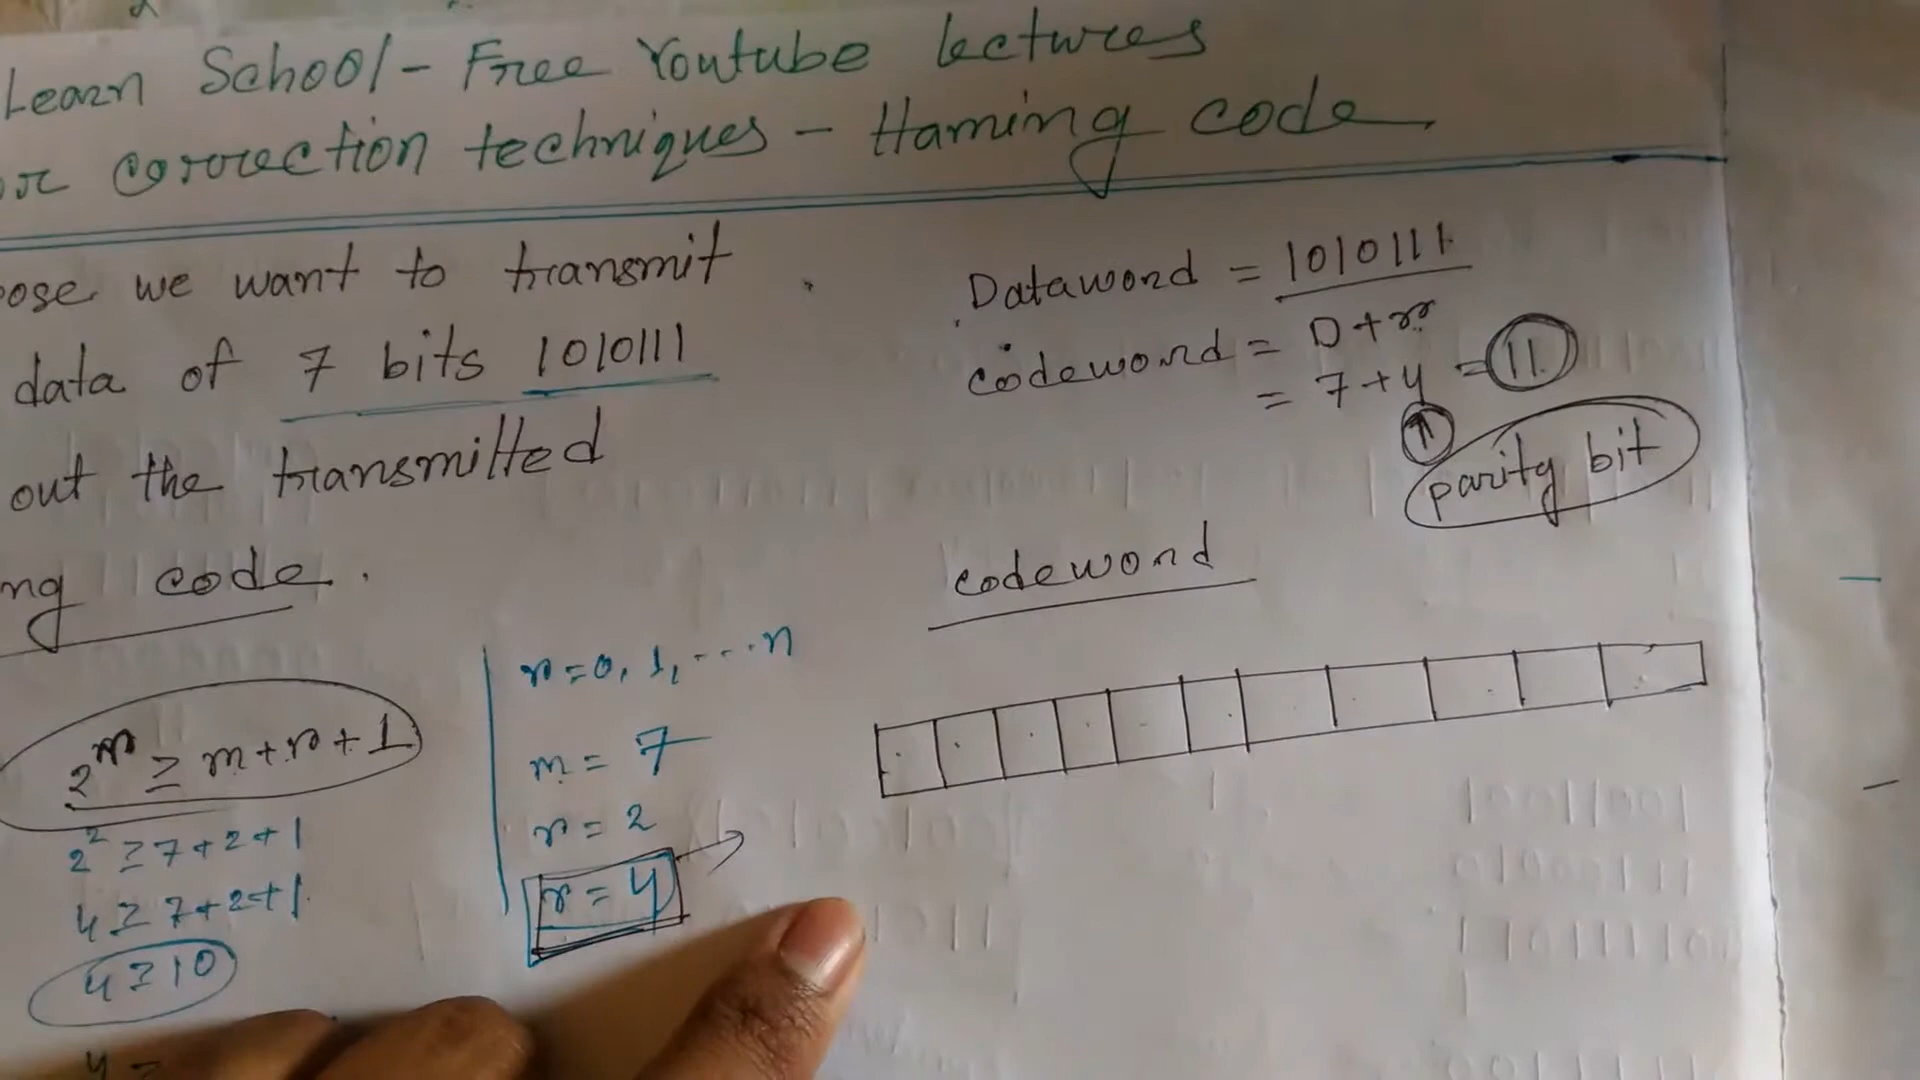 Learn School - Free Youtube lectures
correction techniques - Haming code
we want to transmit
data of 7 bits 1010111
out the transmitted
code.
2^r ≥ m+r+1
2^2 ≥ 7+2+1
4 ≥ 7+2+1
4 ≥ 10
r = 0, 1, ... n
m = 7
r = 2
r = 4
Dataword = 1010111
codeword = D+r
= 7+4 = 11
parity bit
codeword